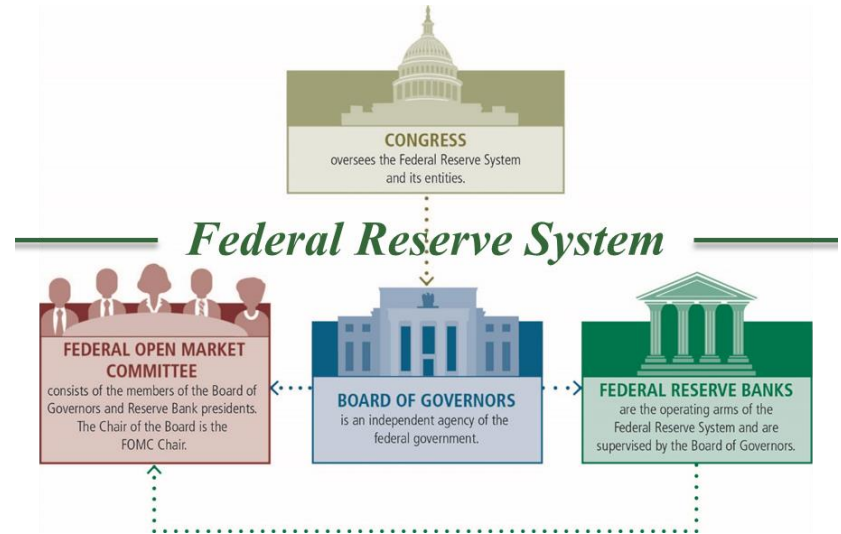 CONGRESS
oversees the Federal Reserve System
and its entities.
Federal Reserve System
FEDERAL OPEN MARKET
COMMITTEE
consists of the members of the Board of
Governors and Reserve Bank presidents.
The Chair of the Board is the
FOMC Chair.
BOARD OF GOVERNORS
is an independent agency of the
federal government.
FEDERAL RESERVE BANKS
are the operating arms of the
Federal Reserve System and are
supervised by the Board of Governors.